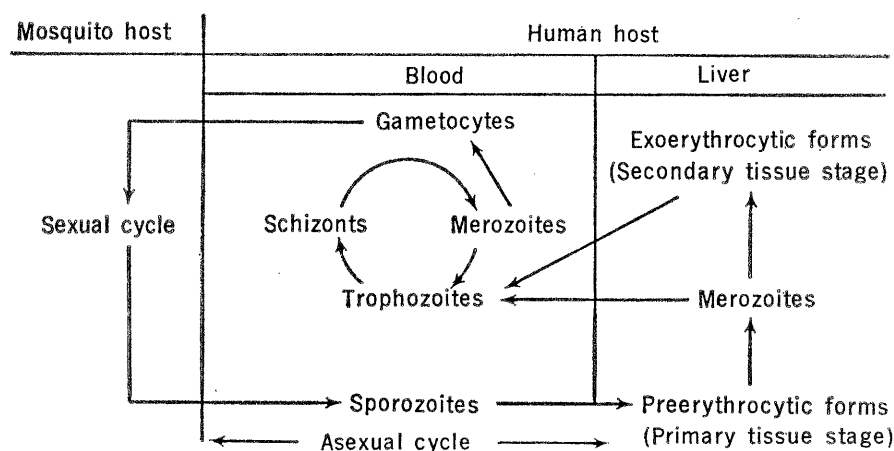 Mosquito host
Human host
Blood
Liver
Gametocytes
Exoerythrocytic forms
(Secondary tissue stage)
Sexual cycle
Schizonts
Merozoites
Trophozoites
Merozoites
Sporozoites
Preerythrocytic forms
(Primary tissue stage)
Asexual cycle